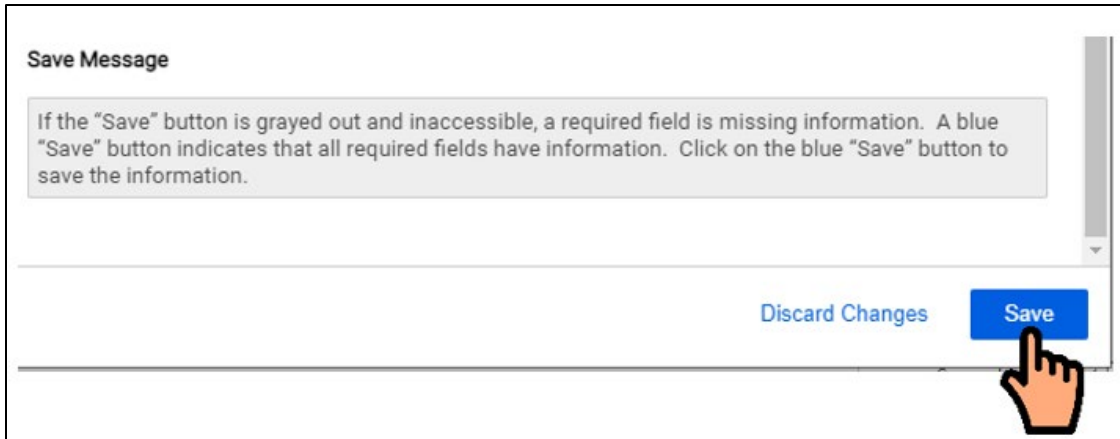 Save Message
If the “Save” button is grayed out and inaccessible, a required field is missing information.  A blue
“Save” button indicates that all required fields have information.  Click on the blue “Save” button to
save the information.
Discard Changes
Save